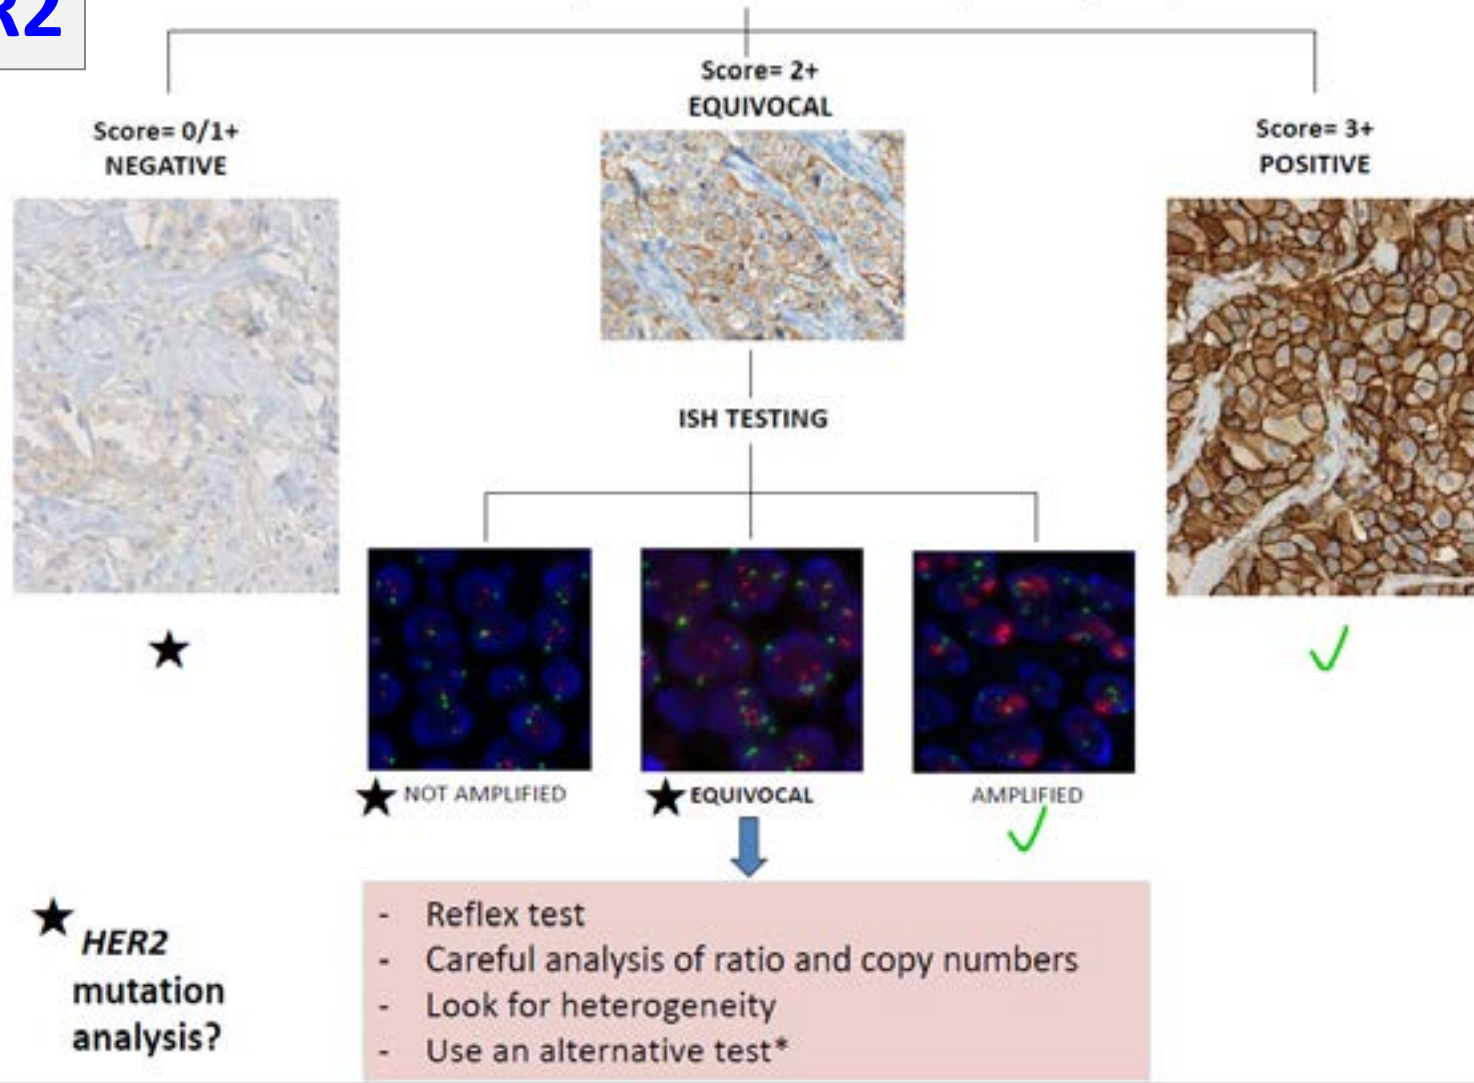 Score= 2+
EQUIVOCAL
Score= 0/1+
NEGATIVE
Score= 3+
POSITIVE
ISH TESTING
NOT AMPLIFIED
EQUIVOCAL
AMPLIFIED
- Reflex test
- Careful analysis of ratio and copy numbers
- Look for heterogeneity
- Use an alternative test*
HER2
mutation
analysis?